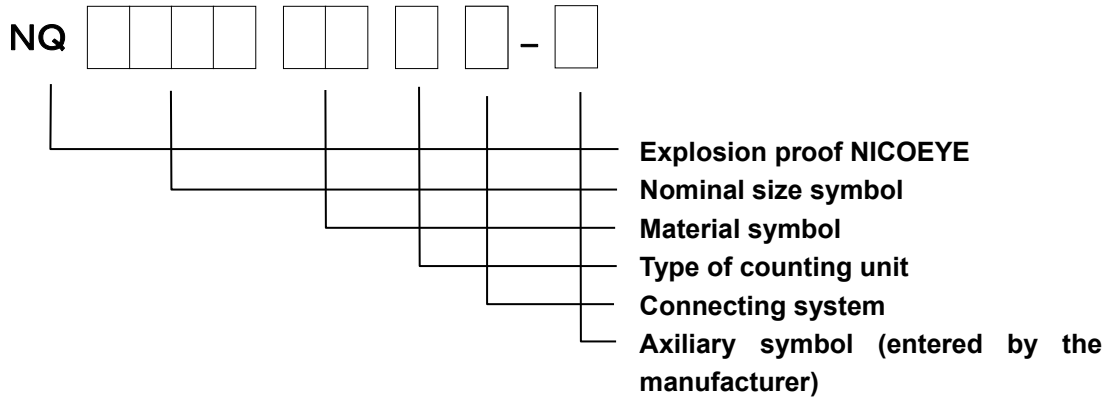 NQ –
Explosion proof NICOEYE
Nominal size symbol
Material symbol
Type of counting unit
Connecting system
Axiliary symbol (entered by the
manufacturer)